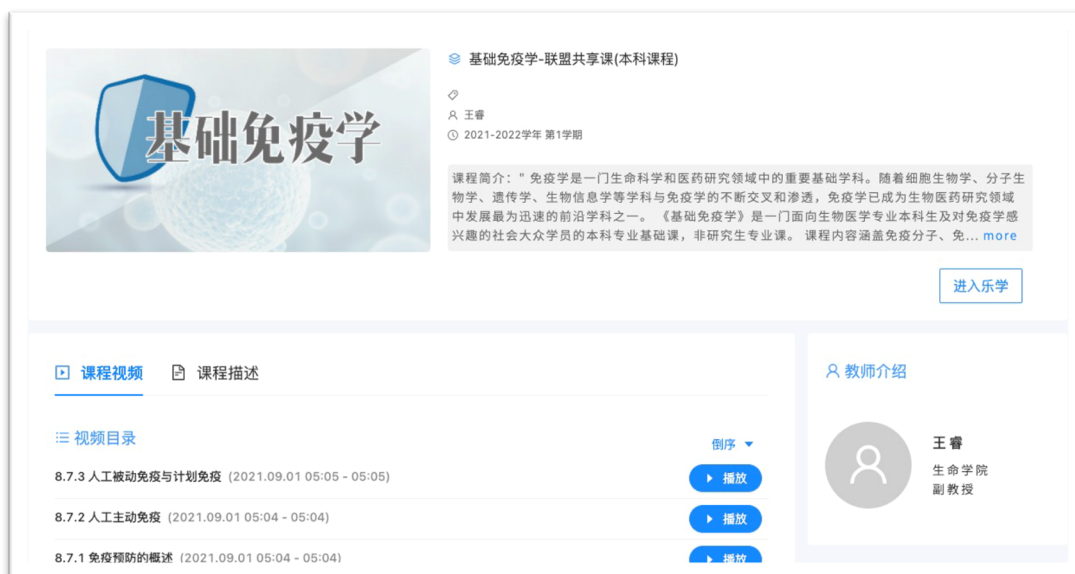 基础免疫学
基础免疫学-联盟共享课(本科课程)
王睿
2021-2022学年 第1学期
课程简介：" 免疫学是一门生命科学和医药研究领域中的重要基础学科。随着细胞生物学、分子生
物学、遗传学、生物信息学等学科与免疫学的不断交叉和渗透，免疫学已成为生物医药研究领域
中发展最为迅速的前沿学科之一。 《基础免疫学》是一门面向生物医学专业本科生及对免疫学感
兴趣的社会大众学员的本科专业基础课，非研究生专业课。 课程内容涵盖免疫分子、免... more
进入乐学
课程视频
课程描述
视频目录
倒序
8.7.3 人工被动免疫与计划免疫 (2021.09.01 05:05 - 05:05)
播放
8.7.2 人工主动免疫 (2021.09.01 05:04 - 05:04)
播放
8.7.1 免疫预防的概述 (2021.09.01 05:04 - 05:04)
播放
教师介绍
王睿
生命学院
副教授